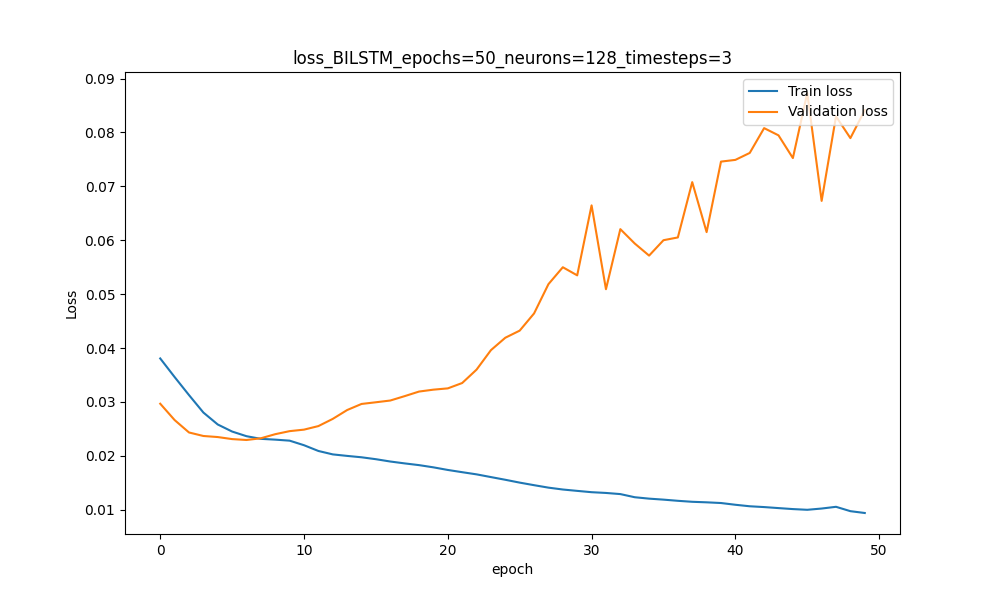 loss_BILSTM_epochs=50_neurons=128_timesteps=3
Train loss
Validation loss
0.09
0.08
0.07
0.06
0.05
0.04
0.03
0.02
0.01
Loss
0 10 20 30 40 50
epoch